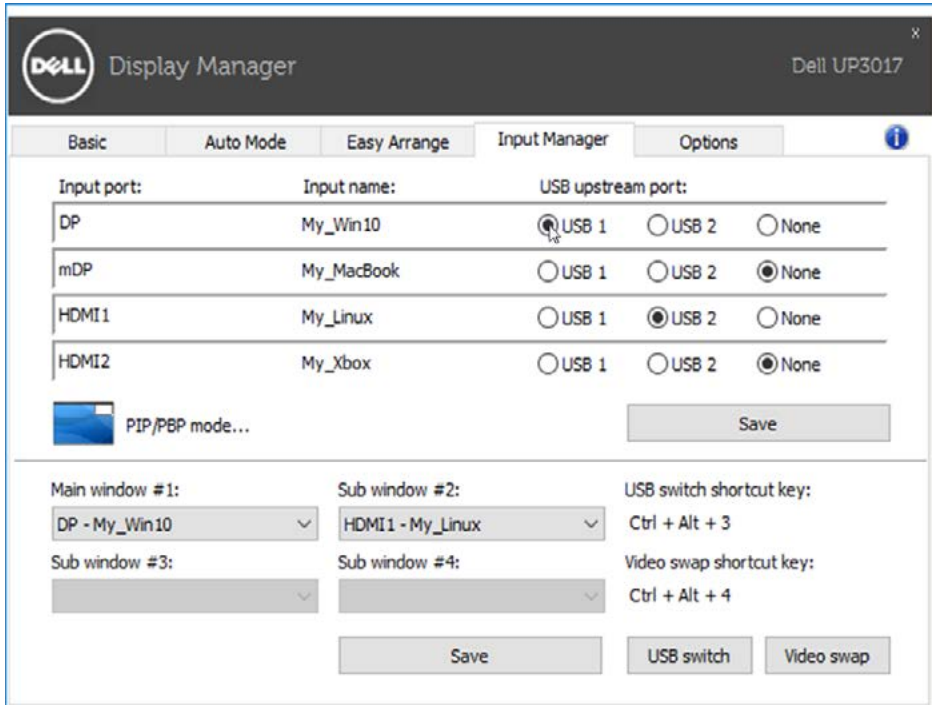 DELL Display Manager Dell UP3017
x
Basic Auto Mode Easy Arrange Input Manager Options i
Input port: Input name: USB upstream port:
DP My_Win10 USB 1 USB 2 None
mDP My_MacBook USB 1 USB 2 None
HDMI1 My_Linux USB 1 USB 2 None
HDMI2 My_Xbox USB 1 USB 2 None
PIP/PBP mode... Save
Main window #1: Sub window #2: USB switch shortcut key:
DP - My_Win10 HDMI1 - My_Linux Ctrl + Alt + 3
Sub window #3: Sub window #4: Video swap shortcut key:
Ctrl + Alt + 4
Save USB switch Video swap